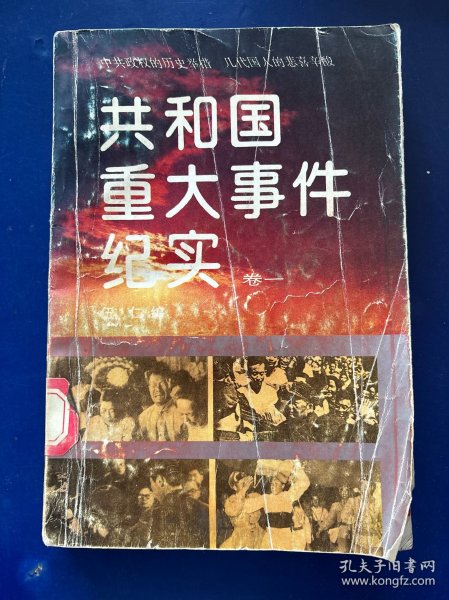 中共政权的历史举措 几代国人的悲喜辛酸
共和国
重大事件
纪实
卷一
编
孔夫子旧书网
www.kongfz.com